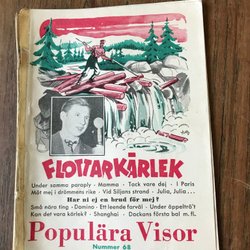 FLOTTARKÄRLEK
Under samma paraply · Mamma · Tack vare dej · I Paris
Möt mej i drömmens rike · Vid Siljans strand · Julia, Julia...
Har ni ej en brud för mej?
Små nära ting · Domino · Ett leende farväl · Under äppelträ't
Kan det vara kärlek? · Shanghai · Dockans första bal m. fl.
Populära Visor
Nummer 68